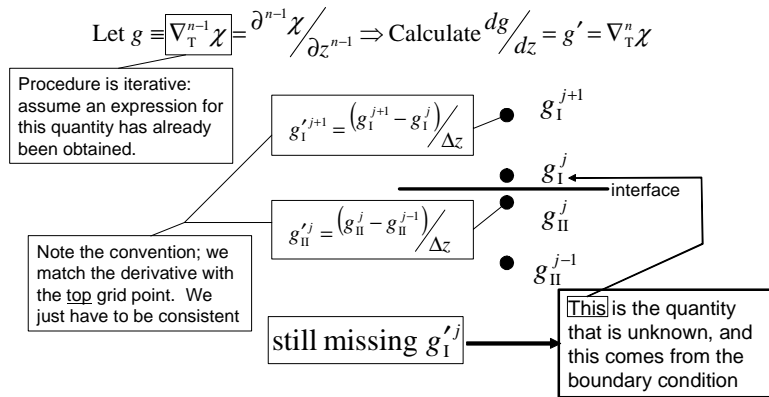 Let g ≡ ∇_T^{n-1} χ = ∂^{n-1}χ / ∂z^{n-1} ⇒ Calculate dg/dz = g′ = ∇_T^n χ
Procedure is iterative:
assume an expression for
this quantity has already
been obtained.
g′_I^{j+1} = (g_I^{j+1} − g_I^j) / Δz
g_I^{j+1}
g_I^j
interface
g′_II^j = (g_II^j − g_II^{j-1}) / Δz
g_II^j
g_II^{j-1}
Note the convention; we
match the derivative with
the top grid point. We
just have to be consistent
still missing g′_I^j
This is the quantity
that is unknown, and
this comes from the
boundary condition